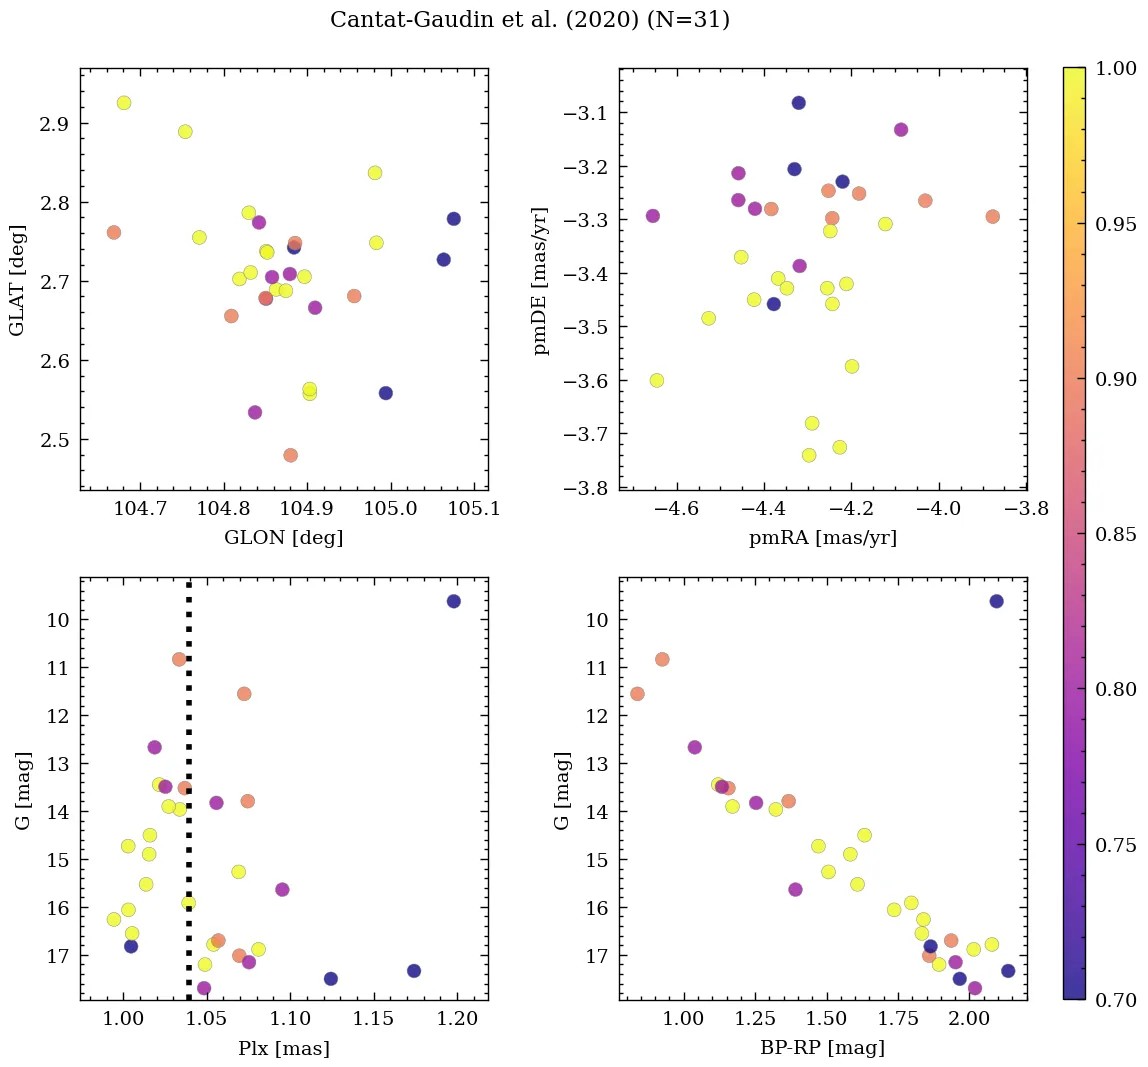 Cantat-Gaudin et al. (2020) (N=31)
2.9
2.8
2.7
2.6
2.5
GLAT [deg]
104.7 104.8 104.9 105.0 105.1
GLON [deg]
−3.1
−3.2
−3.3
−3.4
−3.5
−3.6
−3.7
−3.8
pmDE [mas/yr]
−4.6 −4.4 −4.2 −4.0 −3.8
pmRA [mas/yr]
10
11
12
13
14
15
16
17
G [mag]
1.00 1.05 1.10 1.15 1.20
Plx [mas]
10
11
12
13
14
15
16
17
G [mag]
1.00 1.25 1.50 1.75 2.00
BP-RP [mag]
1.00
0.95
0.90
0.85
0.80
0.75
0.70